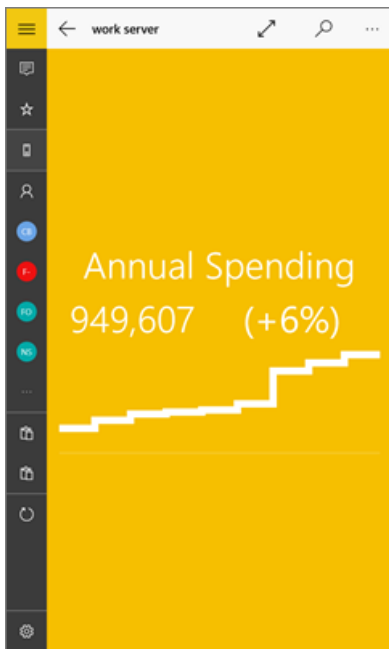 work server
CB
F-
FO
NS
Annual Spending
949,607 (+6%)